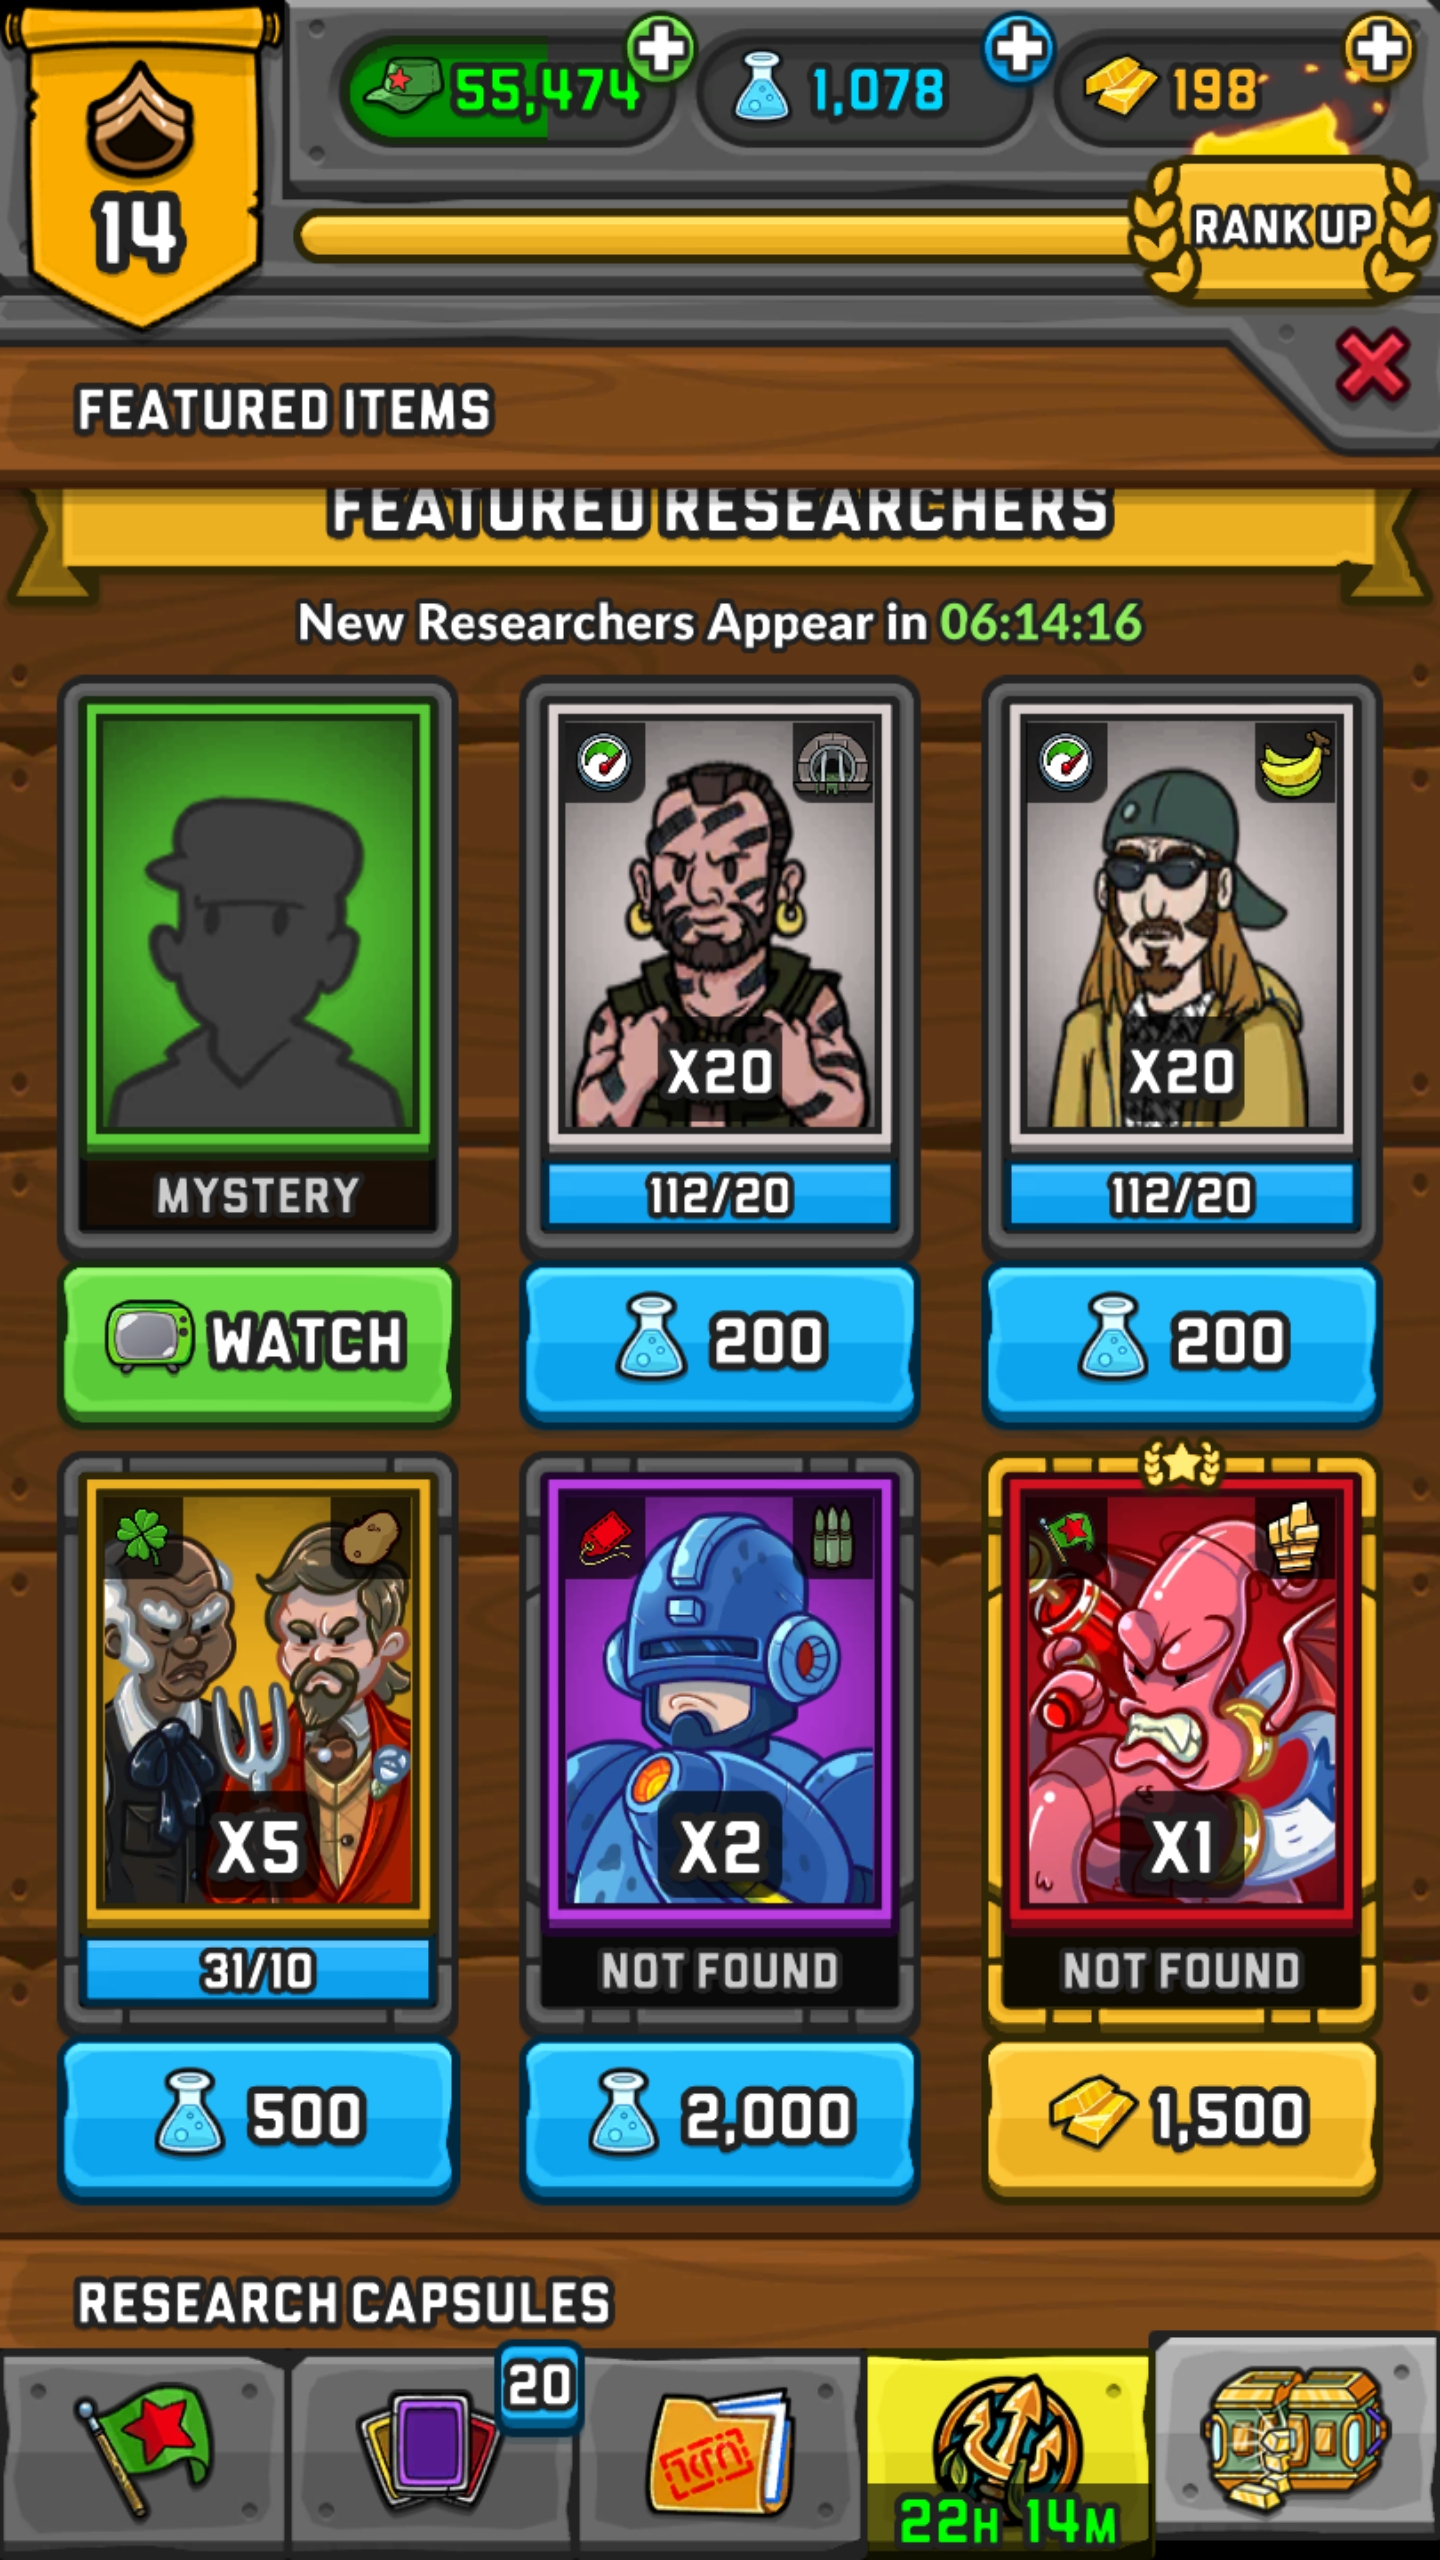 14
55,474
1,078
198
RANK UP
FEATURED ITEMS
FEATURED RESEARCHERS
New Researchers Appear in 06:14:16
X20
X20
MYSTERY
112/20
112/20
WATCH
200
200
X5
X2
X1
31/10
NOT FOUND
NOT FOUND
500
2,000
1,500
RESEARCH CAPSULES
20
22H 14M